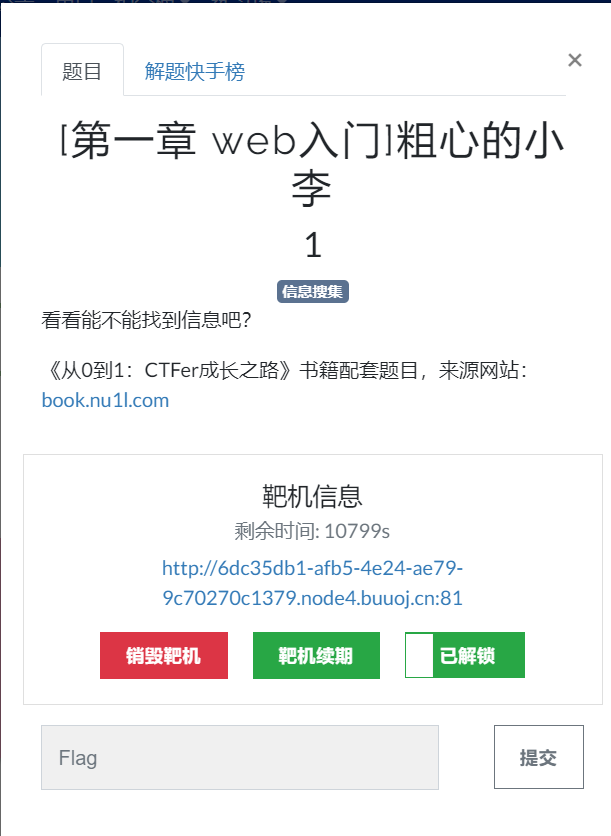 题目 解题快手榜 ×
[第一章 web入门]粗心的小
李
1
信息搜集
看看能不能找到信息吧?
《从0到1：CTFer成长之路》书籍配套题目，来源网站：
book.nu1l.com
靶机信息
剩余时间: 10799s
http://6dc35db1-afb5-4e24-ae79-
9c70270c1379.node4.buuoj.cn:81
销毁靶机 靶机续期 已解锁
Flag 提交